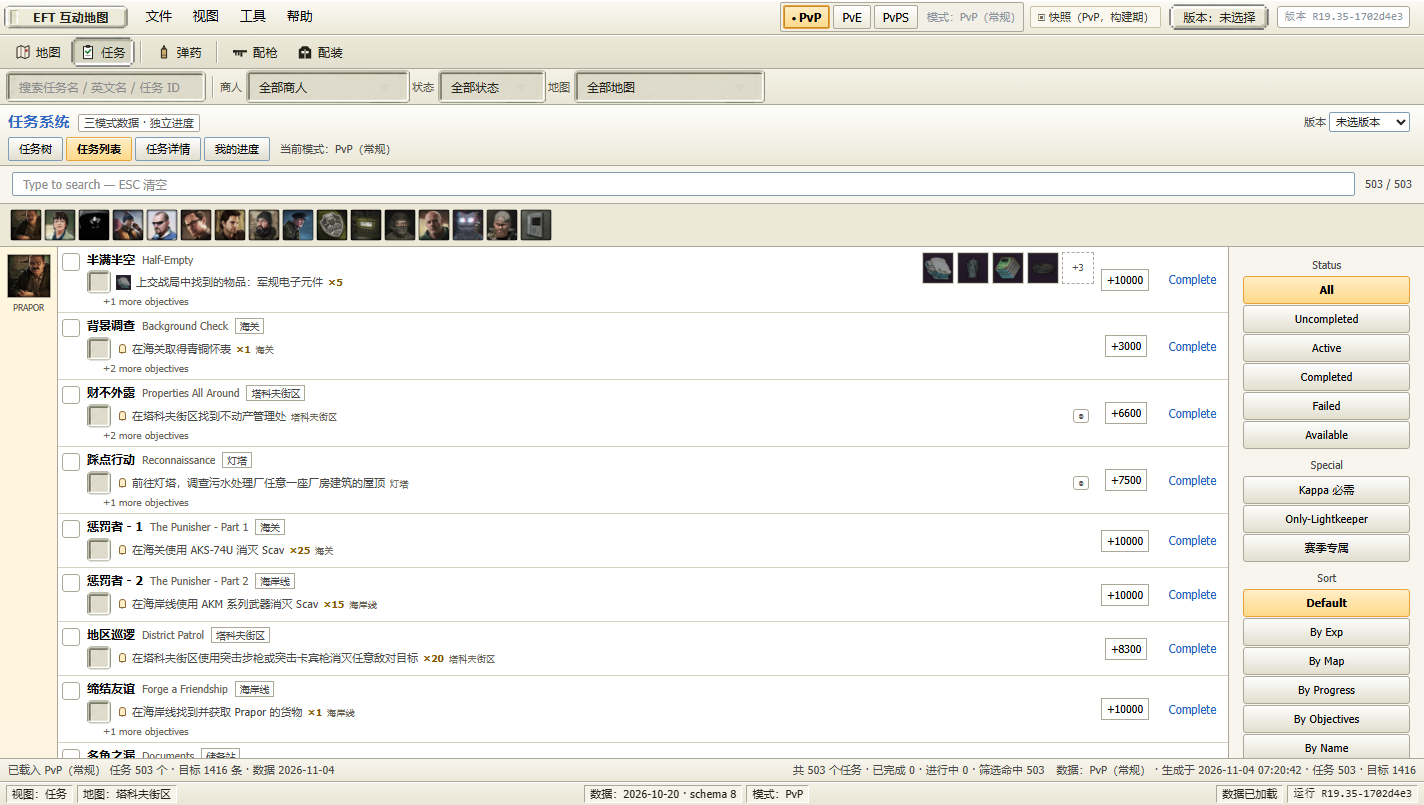 EFT 互动地图 文件 视图 工具 帮助 • PvP PvE PvPS 模式：PvP（常规） 快照（PvP，构建期） 版本：未选择 版本 R19.35-1702d4e3
地图 任务 弹药 配枪 配装
搜索任务名 / 英文名 / 任务 ID 商人 全部商人 状态 全部状态 地图 全部地图
任务系统 三模式数据 · 独立进度 版本 未选版本
任务树 任务列表 任务详情 我的进度 当前模式：PvP（常规）
Type to search — ESC 清空 503 / 503
PRAPOR
半满半空 Half-Empty
上交战局中找到的物品：军规电子元件 ×5 +3 +10000 Complete
+1 more objectives
背景调查 Background Check 海关
在海关取得青铜怀表 ×1 海关 +3000 Complete
+2 more objectives
财不外露 Properties All Around 塔科夫街区
在塔科夫街区找到不动产管理处 塔科夫街区 +6600 Complete
+2 more objectives
踩点行动 Reconnaissance 灯塔
前往灯塔，调查污水处理厂任意一座厂房建筑的屋顶 灯塔 +7500 Complete
+1 more objectives
惩罚者 - 1 The Punisher - Part 1 海关
在海关使用 AKS-74U 消灭 Scav ×25 海关 +10000 Complete
惩罚者 - 2 The Punisher - Part 2 海岸线
在海岸线使用 AKM 系列武器消灭 Scav ×15 海岸线 +10000 Complete
地区巡逻 District Patrol 塔科夫街区
在塔科夫街区使用突击步枪或突击卡宾枪消灭任意敌对目标 ×20 塔科夫街区 +8300 Complete
缔结友谊 Forge a Friendship 海岸线
在海岸线找到并获取 Prapor 的货物 ×1 海岸线 +10000 Complete
+1 more objectives
多鱼之漏 Documents 储备站
Status
All
Uncompleted
Active
Completed
Failed
Available
Special
Kappa 必需
Only-Lightkeeper
赛季专属
Sort
Default
By Exp
By Map
By Progress
By Objectives
By Name
已载入 PvP（常规） 任务 503 个 · 目标 1416 条 · 数据 2026-11-04 共 503 个任务 · 已完成 0 · 进行中 0 · 筛选命中 503 数据：PvP（常规） · 生成于 2026-11-04 07:20:42 · 任务 503 · 目标 1416
视图：任务 地图：塔科夫街区 数据：2026-10-20 · schema 8 模式：PvP 数据已加载 运行 R19.35-1702d4e3